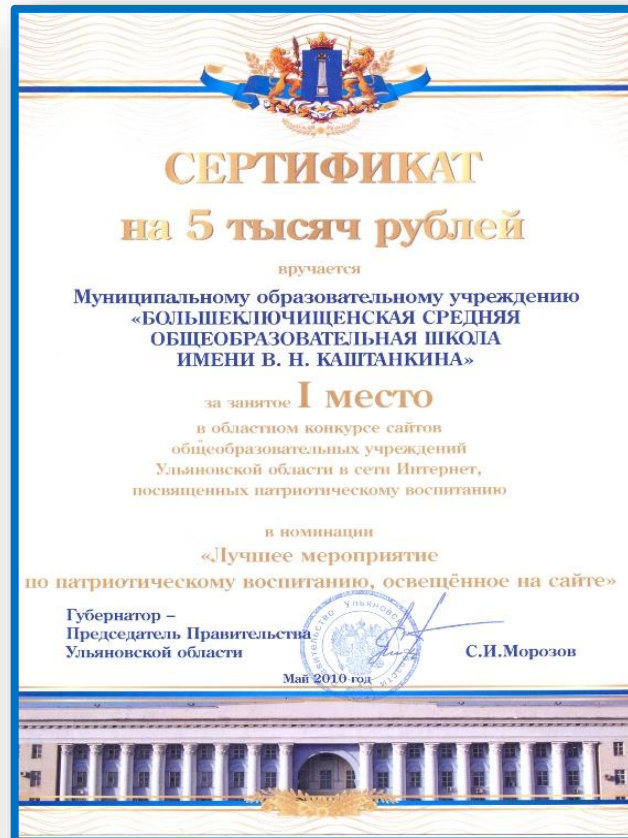 СЕРТИФИКАТ
на 5 тысяч рублей
вручается
Муниципальному образовательному учреждению
«БОЛЬШЕКЛЮЧИЩЕНСКАЯ СРЕДНЯЯ
ОБЩЕОБРАЗОВАТЕЛЬНАЯ ШКОЛА
ИМЕНИ В. Н. КАШТАНКИНА»
за занятое I место
в областном конкурсе сайтов
общеобразовательных учреждений
Ульяновской области в сети Интернет,
посвященных патриотическому воспитанию
в номинации
«Лучшее мероприятие
по патриотическому воспитанию, освещённое на сайте»
Губернатор –
Председатель Правительства
Ульяновской области
С.И.Морозов
Май 2010 год